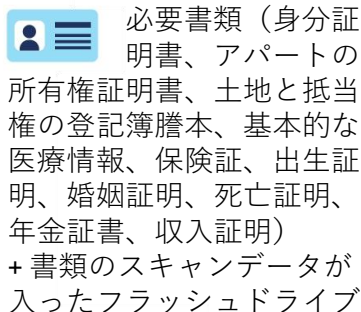 必要書類（身分証
明書、アパートの
所有権証明書、土地と抵当
権の登記簿謄本、基本的な
医療情報、保険証、出生証
明、婚姻証明、死亡証明、
年金証書、収入証明）
+ 書類のスキャンデータが
入ったフラッシュドライブ